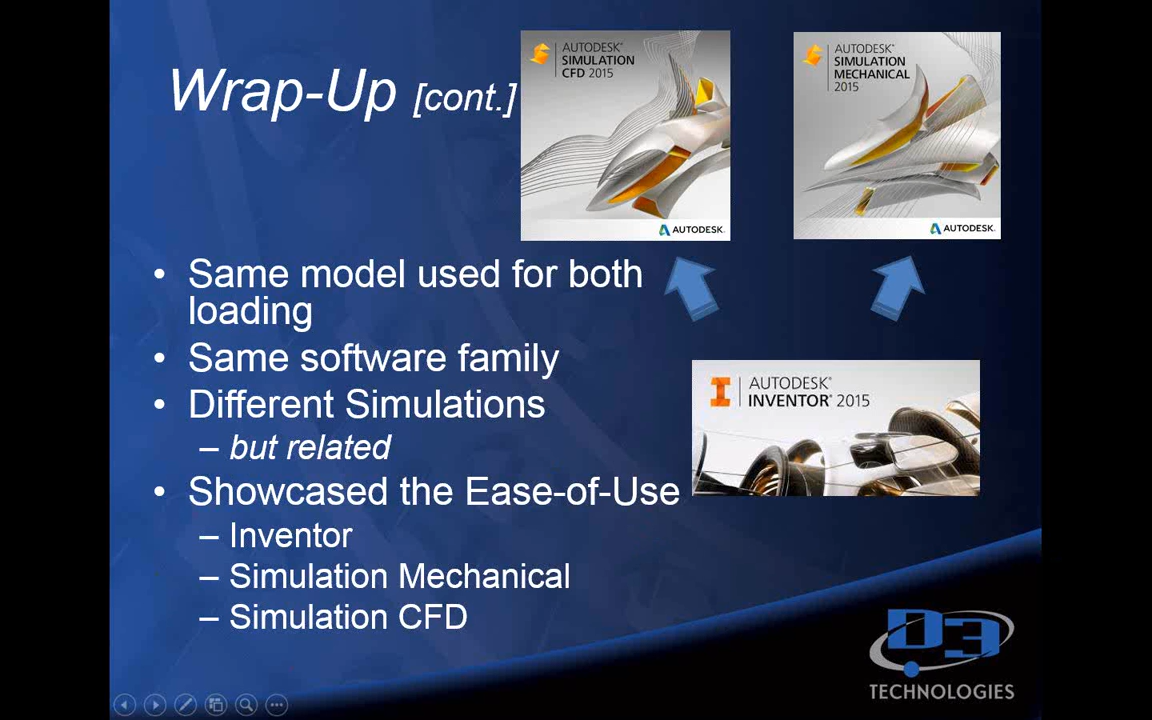 Wrap-Up [cont.]
AUTODESK®
SIMULATION
CFD 2015
AUTODESK.
AUTODESK®
SIMULATION
MECHANICAL
2015
AUTODESK.
• Same model used for both
loading
• Same software family
• Different Simulations
– but related
• Showcased the Ease-of-Use
– Inventor
– Simulation Mechanical
– Simulation CFD
AUTODESK®
INVENTOR® 2015
D3
TECHNOLOGIES